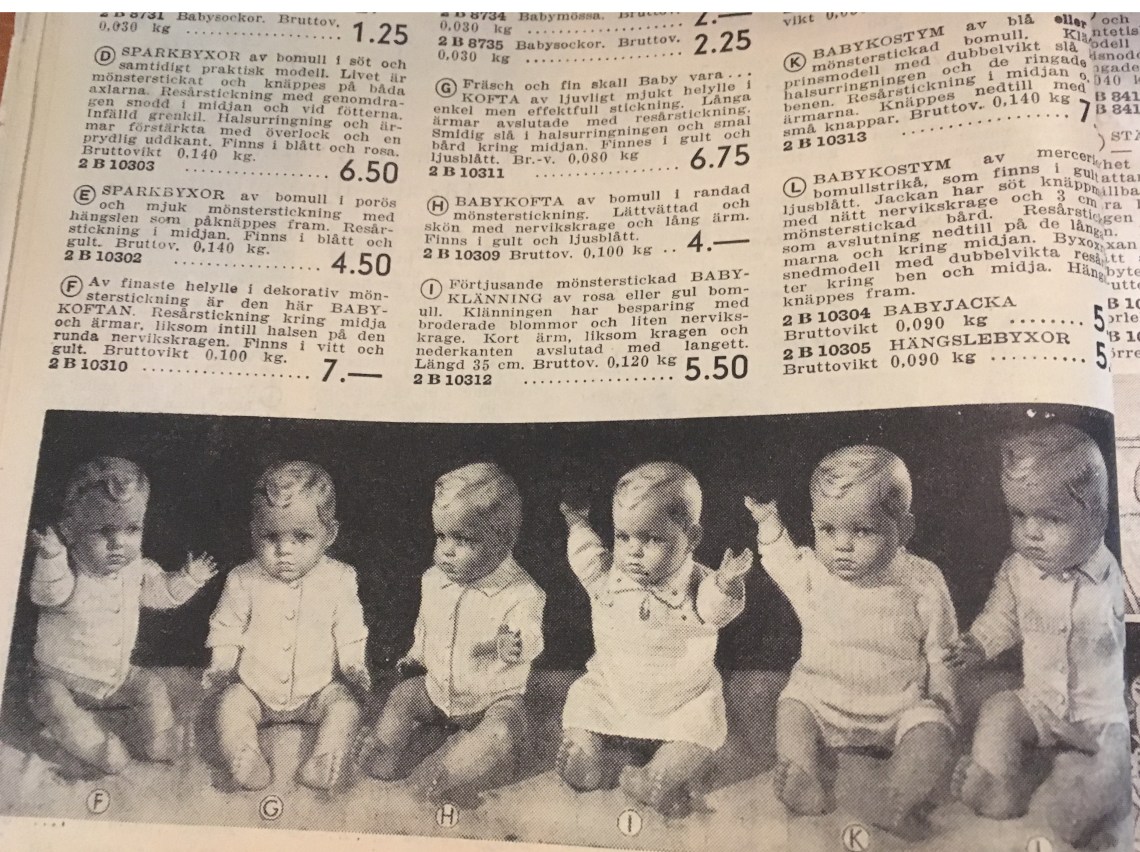 2 B 8731 Babysockor. Bruttov.
0,030 kg 1.25
Ⓓ SPARKBYXOR av bomull i söt och
samtidigt praktisk modell. Livet är
mönsterstickat och knäppes på båda
axlarna. Resårstickning med genomdra-
gen snodd i midjan och vid fötterna.
Infälld grenkil. Halsurringning och är-
mar förstärkta med överlock och en
prydlig uddkant. Finns i blått och rosa.
Bruttovikt 0,140 kg.
2 B 10303 6.50
Ⓔ SPARKBYXOR av bomull i porös
och mjuk mönsterstickning med
hängslen som påknäppes fram. Resår-
stickning i midjan. Finns i blått och
gult. Bruttov. 0,140 kg.
2 B 10302 4.50
Ⓕ Av finaste helylle i dekorativ mön-
sterstickning är den här BABY-
KOFTAN. Resårstickning kring midja
och ärmar, liksom intill halsen på den
runda nervikskragen. Finns i vitt och
gult. Bruttovikt 0.100 kg.
2 B 10310 7.—
2 B 8734 Babymössa. Bruttov.
0,030 kg 2.—
2 B 8735 Babysockor. Bruttov.
0,030 kg 2.25
Ⓖ Fräsch och fin skall Baby vara...
KOFTA av ljuvligt mjukt helylle i
enkel men effektfull stickning. Långa
ärmar avslutade med resårstickning.
Smidig slå i halsurringningen och smal
bård kring midjan. Finnes i gult och
ljusblått. Br.-v. 0,080 kg
2 B 10311 6.75
Ⓗ BABYKOFTA av bomull i randad
mönsterstickning. Lättvättad och
skön med nervikskrage och lång ärm.
Finns i gult och ljusblått.
2 B 10309 Bruttov. 0,100 kg .. 4.—
Ⓘ Förtjusande mönsterstickad BABY-
KLÄNNING av rosa eller gul bom-
ull. Klänningen har besparing med
broderade blommor och liten nerviks-
krage. Kort ärm, liksom kragen och
nederkanten avslutad med langett.
Längd 35 cm. Bruttov. 0,120 kg
2 B 10312 5.50
vikt
Ⓚ BABYKOSTYM av blå eller
mönsterstickad bomull.
prinsmodell med dubbelvikt slå i
halsurringningen och de ringade
benen. Resårstickning i midjan o.
ärmarna. Knäppes nedtill med
små knappar. Bruttov. 0,140 kg
2 B 10313 7
Ⓛ BABYKOSTYM av
bomullstrikå, som finns i gult
ljusblått. Jackan har söt
med nätt nervikskrage och 3 cm
mönsterstickad bård.
som avslutning nedtill på de
marna och kring midjan.
snedmodell med dubbelvikta
ter kring ben och midja.
knäppes fram.
2 B 10304 BABYJACKA
Bruttovikt 0,090 kg 5
2 B 10305 HÄNGSLEBYXOR
Bruttovikt 0,090 kg 5
och
B 841
B 841
Ⓕ
Ⓖ
Ⓗ
Ⓘ
Ⓚ